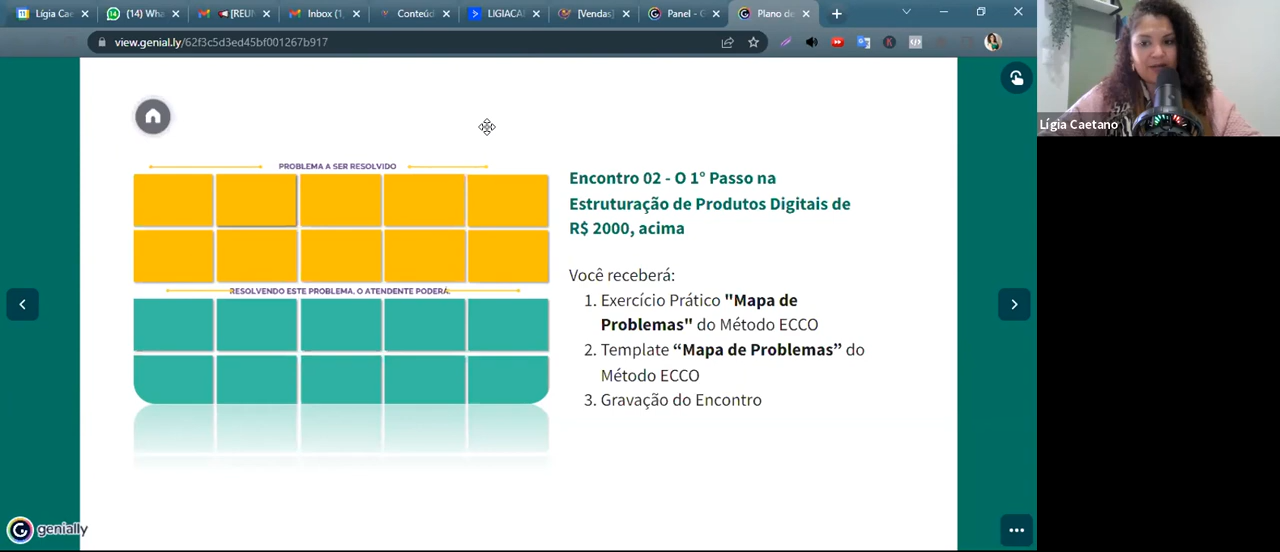 Lígia Ca
(14) Wha
[REUN
Inbox (1,
Conteúd
LIGIACAI
[Vendas]
Panel - G
Plano de
view.genial.ly/62f3c5d3ed45bf001267b917
Lígia Caetano
PROBLEMA A SER RESOLVIDO
RESOLVENDO ESTE PROBLEMA, O ATENDENTE PODERÁ
Encontro 02 - O 1° Passo na
Estruturação de Produtos Digitais de
R$ 2000, acima
Você receberá:
1. Exercício Prático "Mapa de
Problemas" do Método ECCO
2. Template “Mapa de Problemas” do
Método ECCO
3. Gravação do Encontro
genially